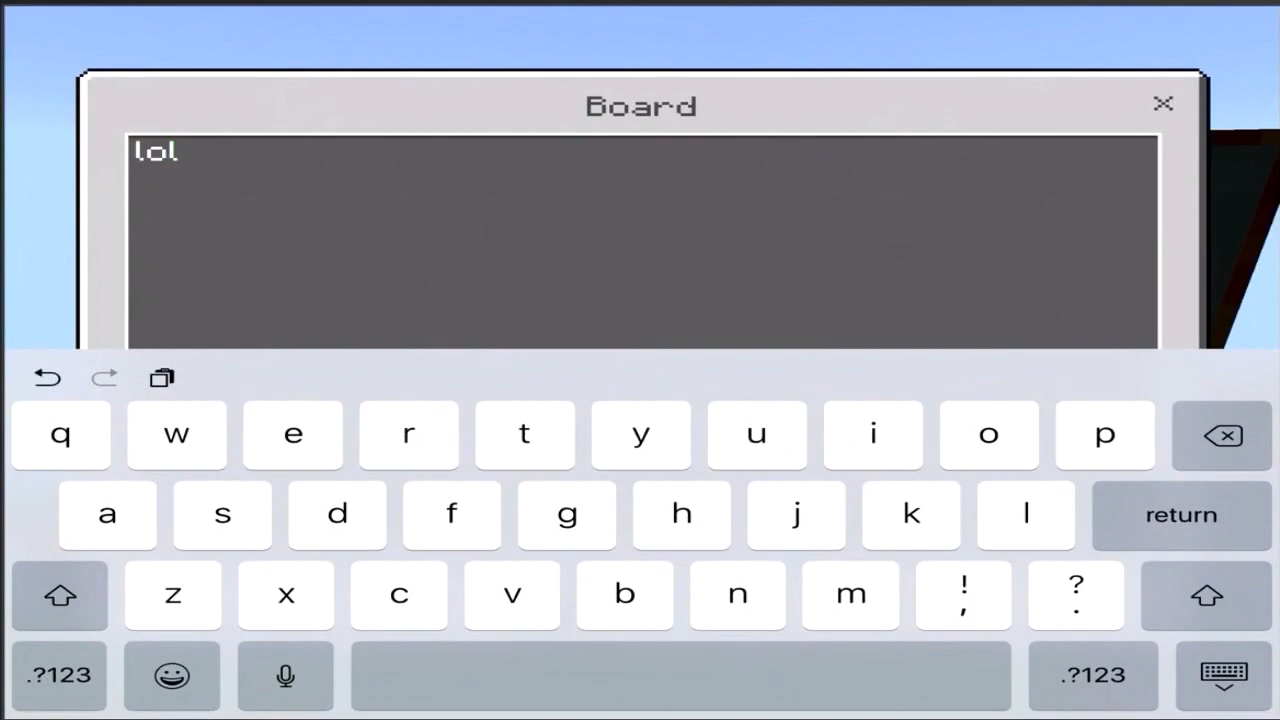 Board
lol
q w e r t y u i o p
a s d f g h j k l return
z x c v b n m ! , ? .
.?123 .?123